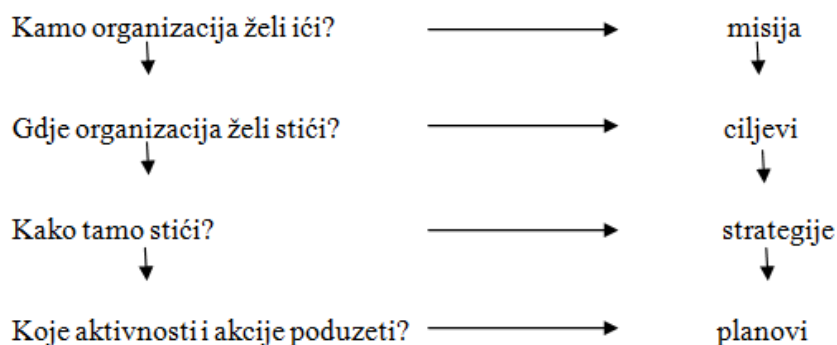 Kamo organizacija želi ići? misija
Gdje organizacija želi stići? ciljevi
Kako tamo stići? strategije
Koje aktivnosti i akcije poduzeti? planovi